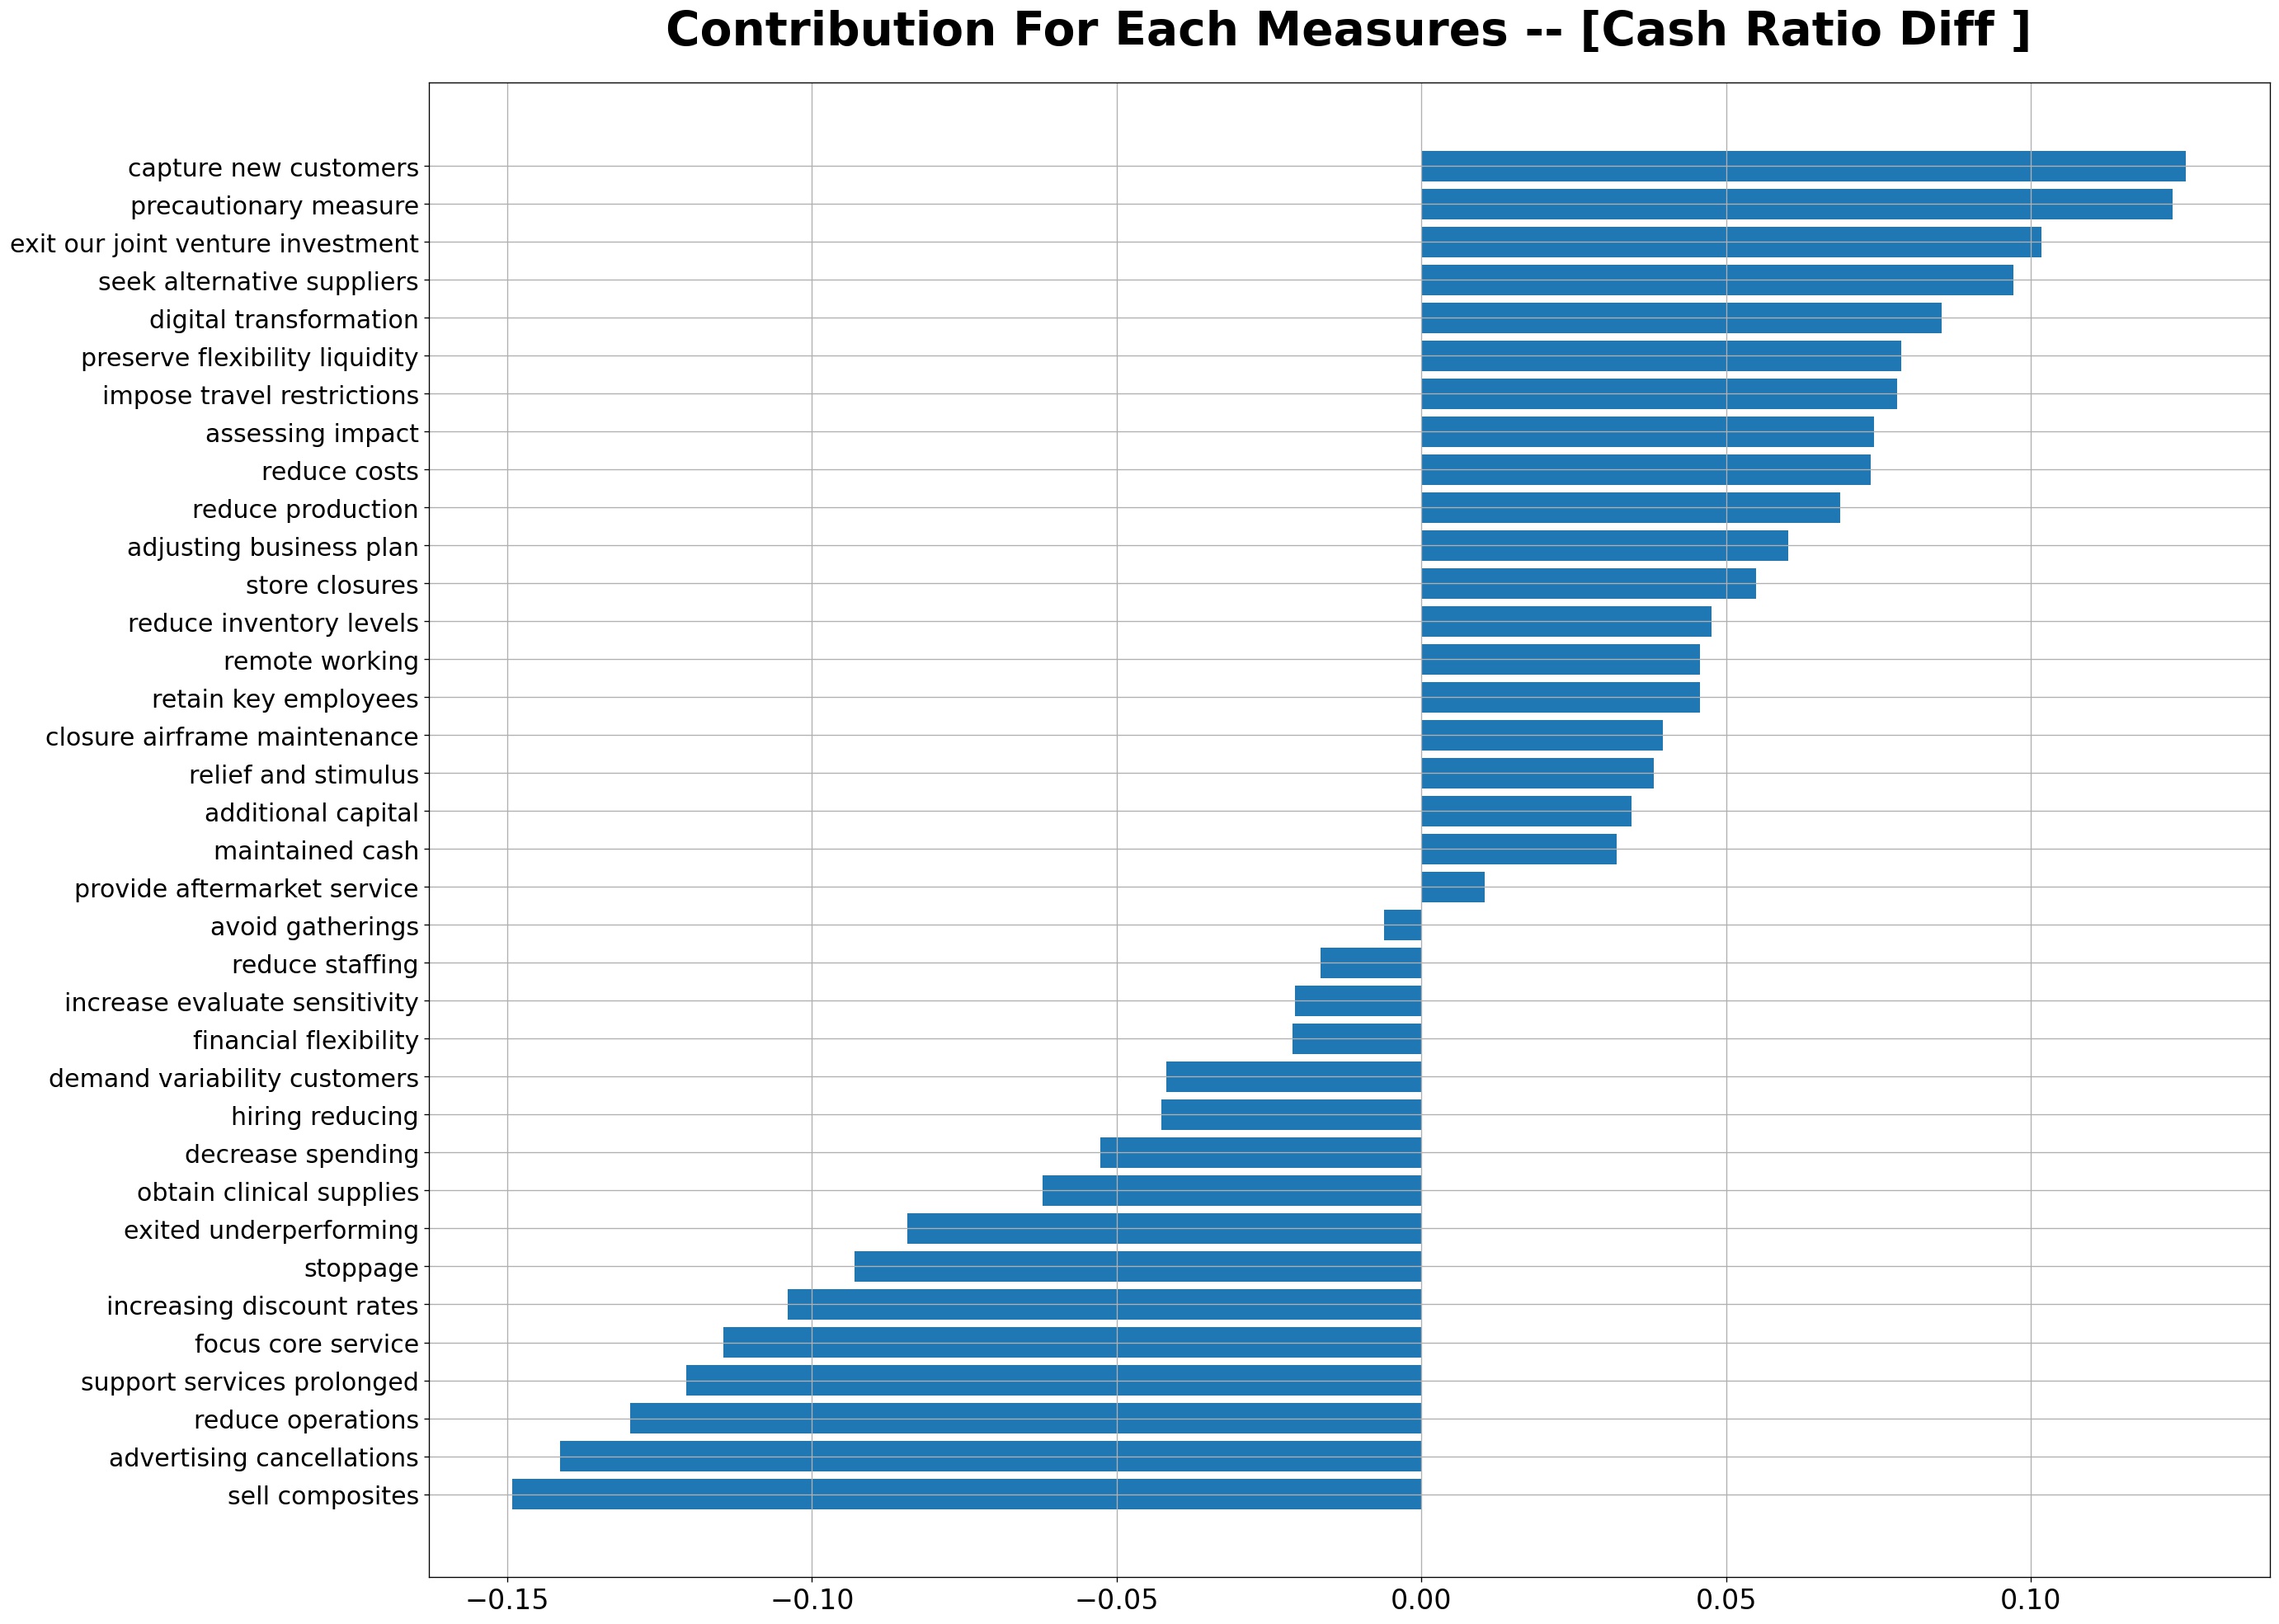 Contribution For Each Measures -- [Cash Ratio Diff ]
capture new customers
precautionary measure
exit our joint venture investment
seek alternative suppliers
digital transformation
preserve flexibility liquidity
impose travel restrictions
assessing impact
reduce costs
reduce production
adjusting business plan
store closures
reduce inventory levels
remote working
retain key employees
closure airframe maintenance
relief and stimulus
additional capital
maintained cash
provide aftermarket service
avoid gatherings
reduce staffing
increase evaluate sensitivity
financial flexibility
demand variability customers
hiring reducing
decrease spending
obtain clinical supplies
exited underperforming
stoppage
increasing discount rates
focus core service
support services prolonged
reduce operations
advertising cancellations
sell composites
−0.15 −0.10 −0.05 0.00 0.05 0.10